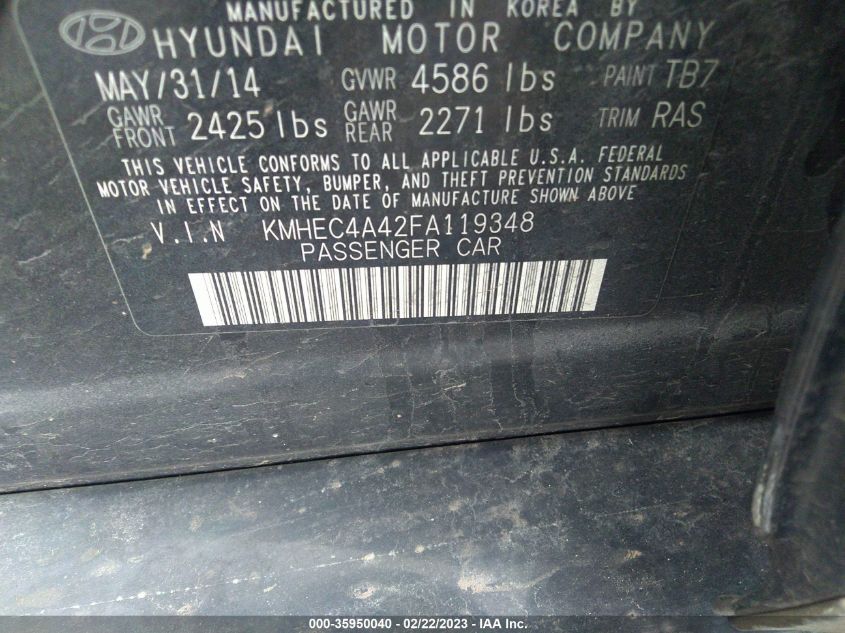 MANUFACTURED IN KOREA BY
HYUNDAI MOTOR COMPANY
MAY/31/14 GVWR 4586 lbs PAINT TB7
GAWR FRONT 2425 lbs GAWR REAR 2271 lbs TRIM RAS
THIS VEHICLE CONFORMS TO ALL APPLICABLE U.S.A. FEDERAL
MOTOR VEHICLE SAFETY, BUMPER, AND THEFT PREVENTION STANDARDS
IN EFFECT ON THE DATE OF MANUFACTURE SHOWN ABOVE
V.I.N KMHEC4A42FA119348
PASSENGER CAR
000-35950040 - 02/22/2023 - IAA Inc.